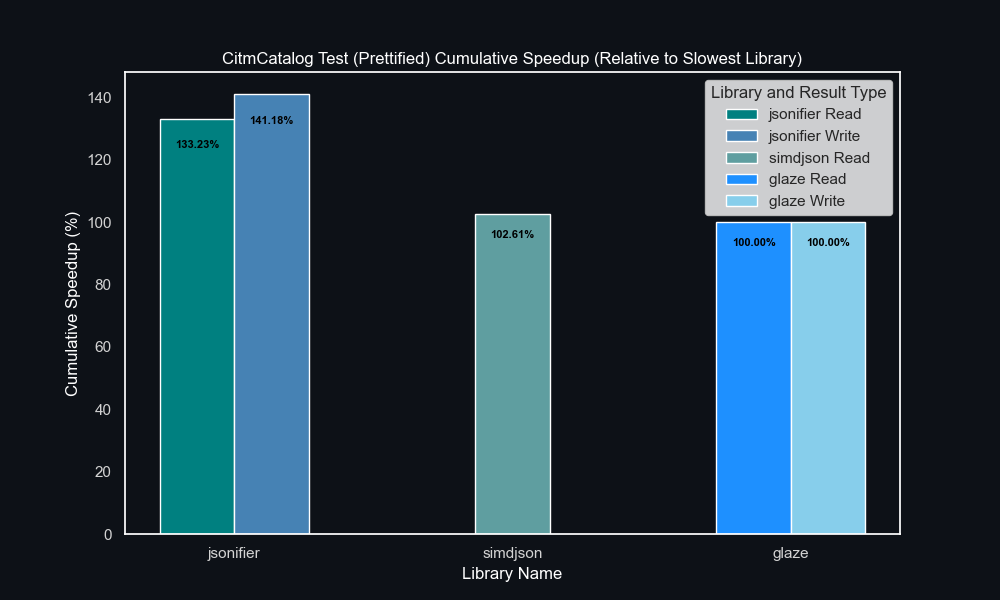 CitmCatalog Test (Prettified) Cumulative Speedup (Relative to Slowest Library)
Library and Result Type
jsonifier Read
jsonifier Write
simdjson Read
glaze Read
glaze Write
Cumulative Speedup (%)
140
120
100
80
60
40
20
0
133.23%
141.18%
102.61%
100.00%
100.00%
jsonifier
simdjson
glaze
Library Name